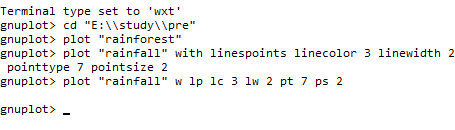 Terminal type set to 'wxt'
gnuplot> cd "E:\\study\\pre"
gnuplot> plot "rainforest"
gnuplot> plot "rainfall" with linespoints linecolor 3 linewidth 2
 pointtype 7 pointsize 2
gnuplot> plot "rainfall" w lp lc 3 lw 2 pt 7 ps 2
gnuplot> _